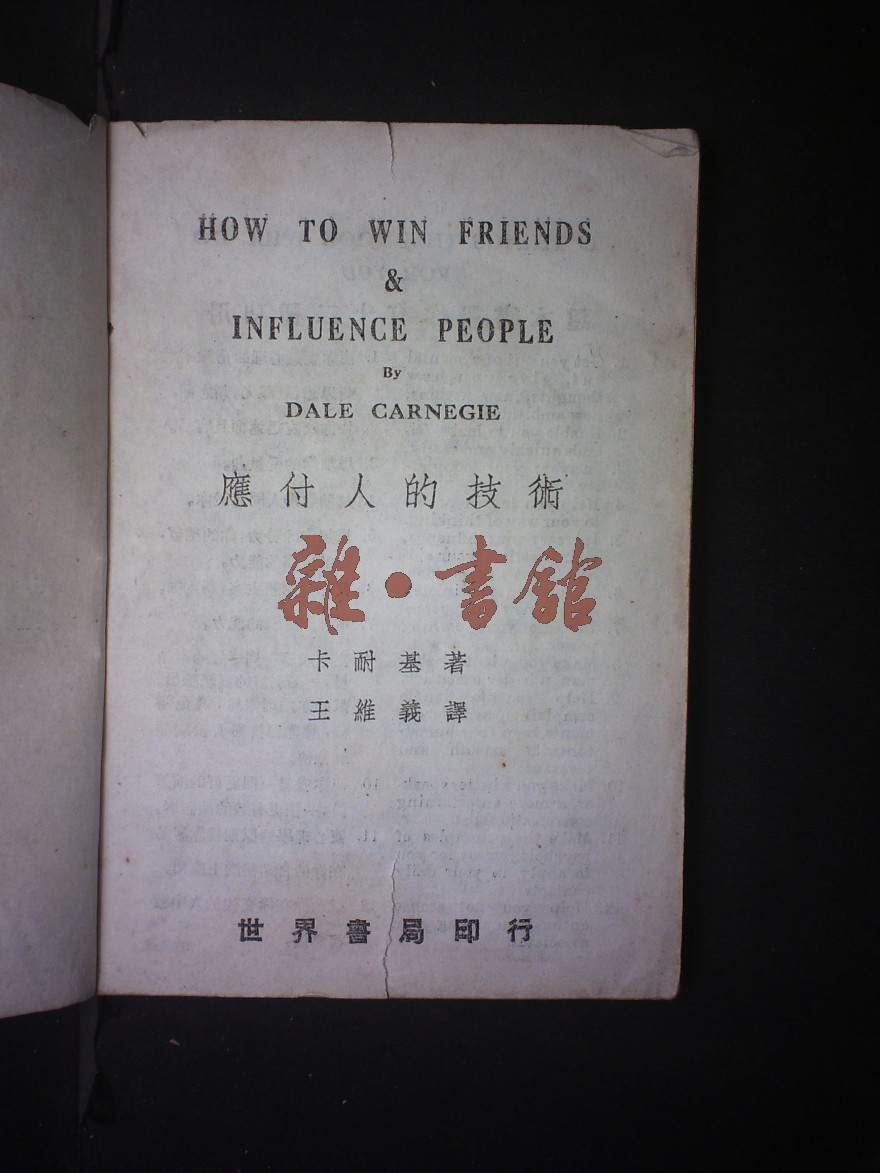 HOW TO WIN FRIENDS
&
INFLUENCE PEOPLE
By
DALE CARNEGIE
應付人的技術
雜·書館
卡耐基著
王維義譯
世界書局印行